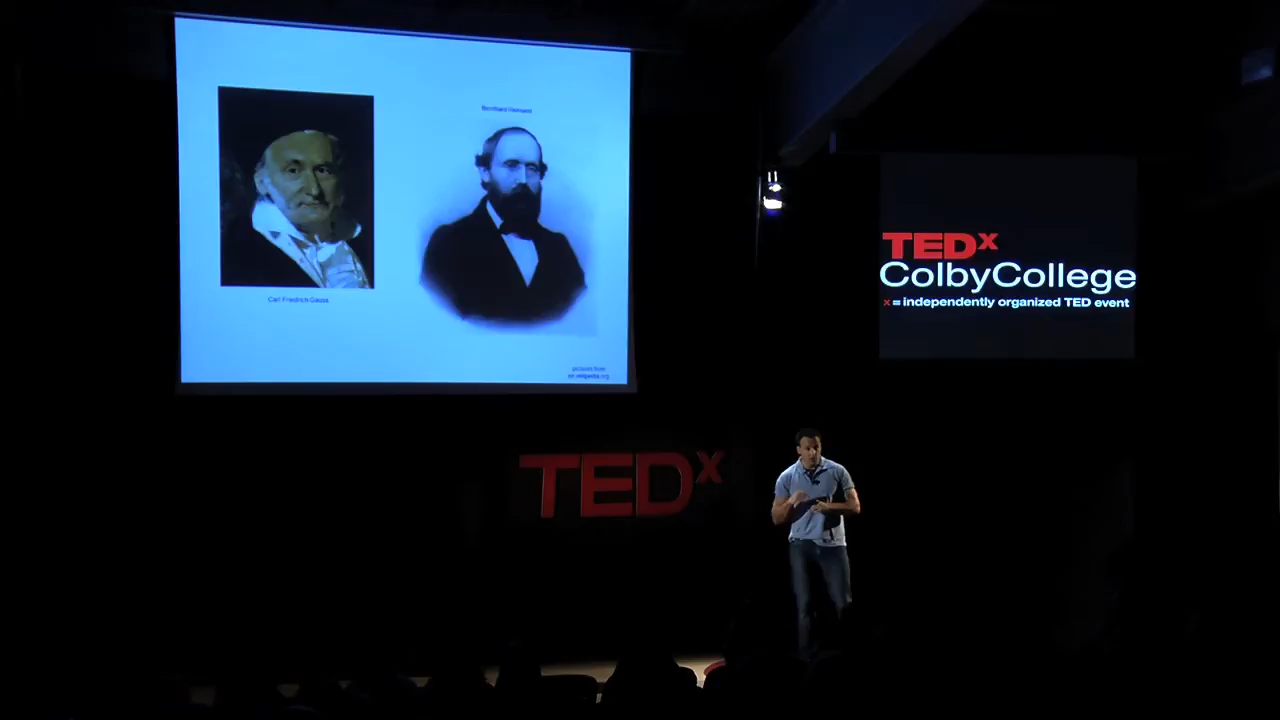 Bernhard Riemann
Carl Friedrich Gauss
pictures from
en.wikipedia.org
TEDx
ColbyCollege
x = independently organized TED event
TEDx